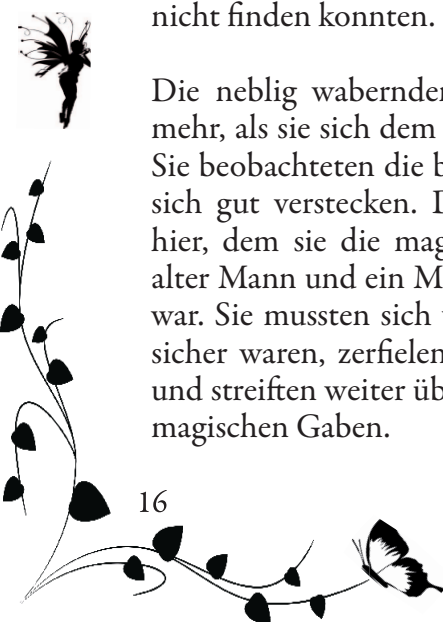 nicht finden konnten.
Die neblig wabernden
mehr, als sie sich dem
Sie beobachteten die b
sich gut verstecken. D
hier, dem sie die mag
alter Mann und ein M
war. Sie mussten sich
sicher waren, zerfielen
und streiften weiter üb
magischen Gaben.
16